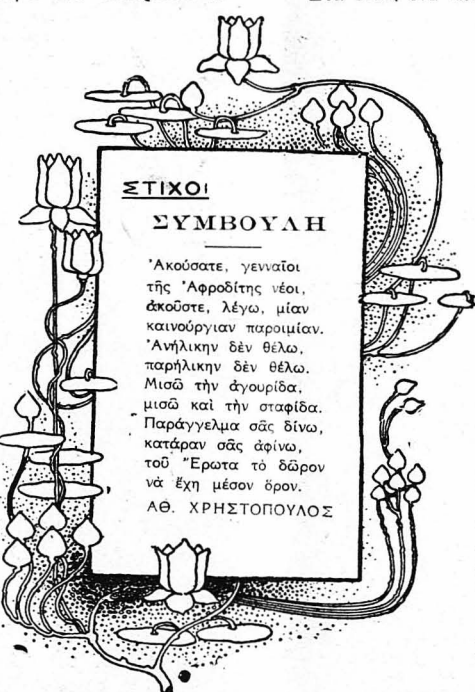 ΣΤΙΧΟΙ
ΣΥΜΒΟΥΛΗ
Ἀκούσατε, γενναῖοι
τῆς Ἀφροδίτης νέοι,
ἀκοῦστε, λέγω, μίαν
καινούργιαν παροιμίαν.
Ἀνήλικην δὲν θέλω,
παρήλικην δὲν θέλω.
Μισῶ τὴν ἀγουρίδα,
μισῶ καὶ τὴν σταφίδα.
Παράγγελμα σᾶς δίνω,
κατάραν σᾶς ἀφίνω,
τοῦ Ἔρωτα τὸ δῶρον
νὰ ἔχη μέσον ὅρον.
ΑΘ. ΧΡΗΣΤΟΠΟΥΛΟΣ